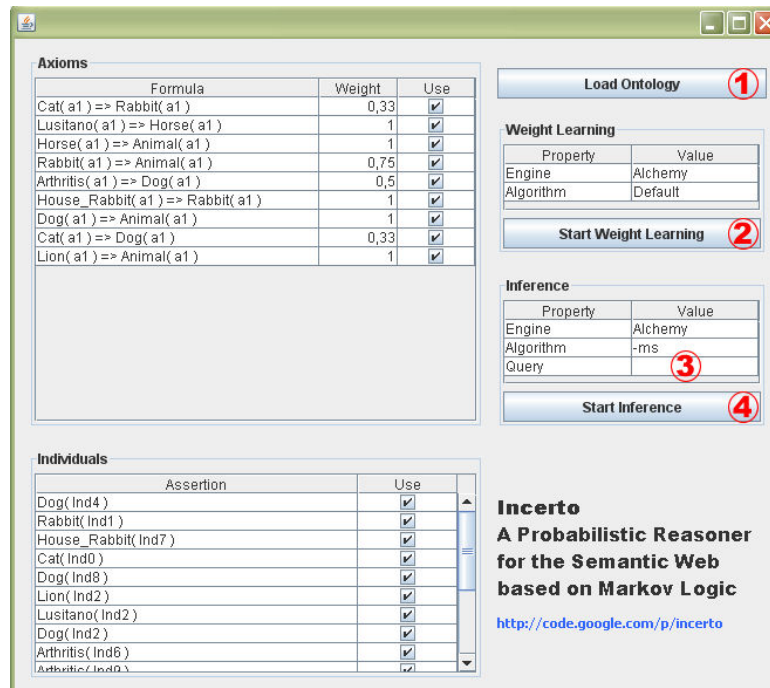 Axioms
Formula Weight Use
Cat( a1 ) => Rabbit( a1 ) 0,33
Lusitano( a1 ) => Horse( a1 ) 1
Horse( a1 ) => Animal( a1 ) 1
Rabbit( a1 ) => Animal( a1 ) 0,75
Arthritis( a1 ) => Dog( a1 ) 0,5
House_Rabbit( a1 ) => Rabbit( a1 ) 1
Dog( a1 ) => Animal( a1 ) 1
Cat( a1 ) => Dog( a1 ) 0,33
Lion( a1 ) => Animal( a1 ) 1
Load Ontology 1
Weight Learning
Property Value
Engine Alchemy
Algorithm Default
Start Weight Learning 2
Inference
Property Value
Engine Alchemy
Algorithm -ms
Query 3
Start Inference 4
Individuals
Assertion Use
Dog( Ind4 )
Rabbit( Ind1 )
House_Rabbit( Ind7 )
Cat( Ind0 )
Dog( Ind8 )
Lion( Ind2 )
Lusitano( Ind2 )
Dog( Ind2 )
Arthritis( Ind6 )
Arthritis( Ind9 )
Incerto
A Probabilistic Reasoner
for the Semantic Web
based on Markov Logic
http://code.google.com/p/incerto